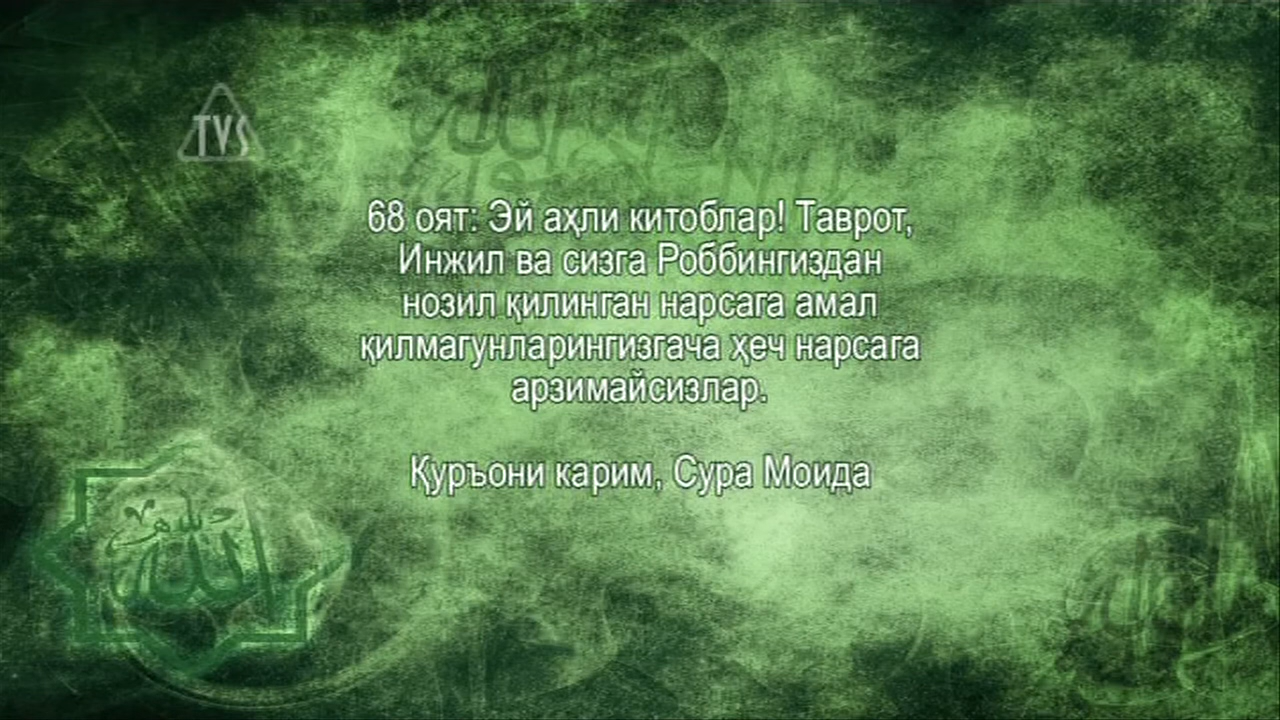 TVS
68 оят: Эй аҳли китоблар! Таврот,
Инжил ва сизга Роббингиздан
нозил қилинган нарсага амал
қилмагунларингизгача ҳеч нарсага
арзимайсизлар.
Қуръони карим, Сура Моида
الله